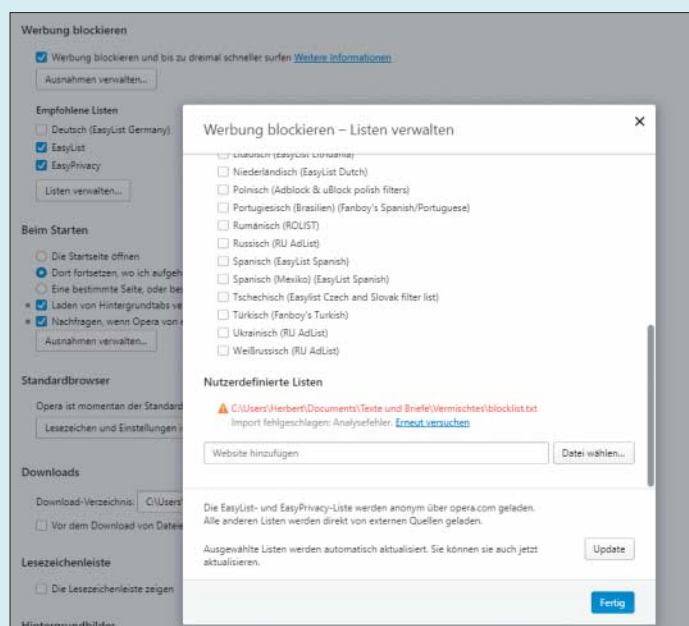 Werbung blockieren
Werbung blockieren und bis zu dreimal schneller surfen Weitere Informationen
Ausnahmen verwalten...
Empfohlene Listen
Deutsch (EasyList Germany)
EasyList
EasyPrivacy
Listen verwalten...
Beim Starten
Die Startseite öffnen
Dort fortsetzen, wo ich aufgeh
Eine bestimmte Seite, oder bes
Laden von Hintergrundtabs ve
Nachfragen, wenn Opera von
Ausnahmen verwalten...
Standardbrowser
Opera ist momentan der Standard
Lesezeichen und Einstellungen i
Downloads
Download-Verzeichnis: C:\Users\
Vor dem Download von Dateie
Lesezeichenleiste
Die Lesezeichenleiste zeigen
Hintergrundbilder
Werbung blockieren – Listen verwalten
Litauisch (EasyList Lithuania)
Niederländisch (EasyList Dutch)
Polnisch (Adblock & uBlock polish filters)
Portugiesisch (Brasilien) (Fanboy's Spanish/Portuguese)
Rumänisch (ROLIST)
Russisch (RU AdList)
Spanisch (EasyList Spanish)
Spanisch (Mexiko) (EasyList Spanish)
Tschechisch (Easylist Czech and Slovak filter list)
Türkisch (Fanboy's Turkish)
Ukrainisch (RU AdList)
Weißrussisch (RU AdList)
Nutzerdefinierte Listen
C:\Users\Herbert\Documents\Texte und Briefe\Vermischtes\blocklist.txt
Import fehlgeschlagen: Analysefehler. Erneut versuchen
Website hinzufügen
Datei wählen...
Die EasyList- und EasyPrivacy-Liste werden anonym über opera.com geladen.
Alle anderen Listen werden direkt von externen Quellen geladen.
Ausgewählte Listen werden automatisch aktualisiert. Sie können sie auch jetzt
aktualisieren.
Update
Fertig